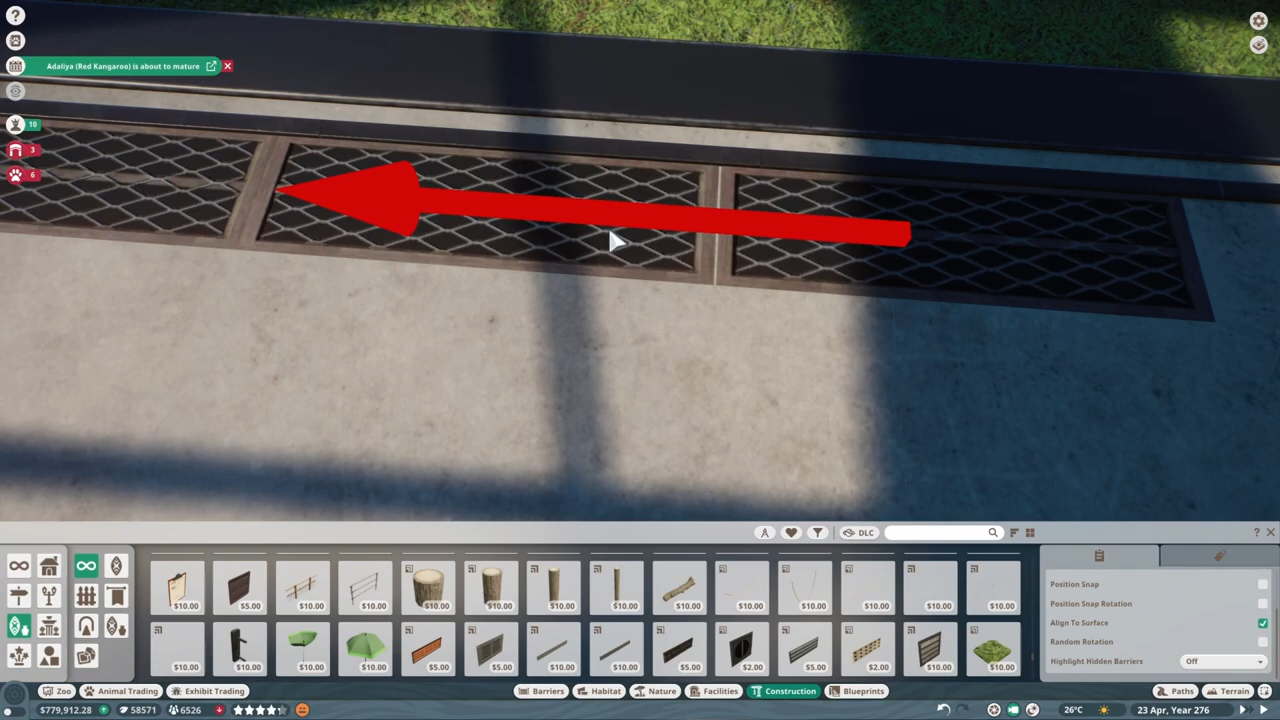 ?
Adaliya (Red Kangaroo) is about to mature
10
3
6
DLC
?
$10.00 $5.00 $10.00 $10.00 $10.00 $10.00 $10.00 $10.00 $10.00 $10.00 $10.00 $10.00 $10.00 $10.00
$10.00 $10.00 $10.00 $10.00 $5.00 $5.00 $10.00 $10.00 $5.00 $2.00 $5.00 $2.00 $10.00 $10.00
Position Snap
Position Snap Rotation
Align To Surface
Random Rotation
Highlight Hidden Barriers Off
Zoo Animal Trading Exhibit Trading Barriers Habitat Nature Facilities Construction Blueprints Paths Terrain
$779,912.28 58571 6526 26°C 23 Apr, Year 276